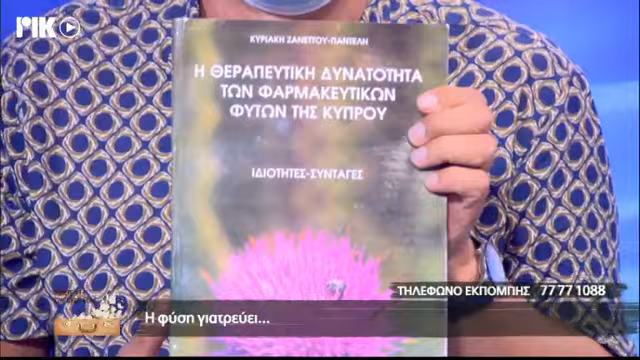 ΡΙΚ
ΚΥΡΙΑΚΗ ΖΑΝΕΤΤΟΥ-ΠΑΝΤΕΛΗ
Η ΘΕΡΑΠΕΥΤΙΚΗ ΔΥΝΑΤΟΤΗΤΑ
ΤΩΝ ΦΑΡΜΑΚΕΥΤΙΚΩΝ
ΦΥΤΩΝ ΤΗΣ ΚΥΠΡΟΥ
ΙΔΙΟΤΗΤΕΣ-ΣΥΝΤΑΓΕΣ
ΤΗΛΕΦΩΝΟ ΕΚΠΟΜΠΗΣ 77 77 1088
Η φύση γιατρεύει...